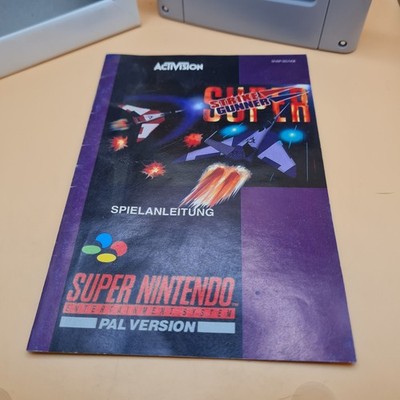 ACTIVISION
SUPER
STRIKE
GUNNER
SPIELANLEITUNG
SUPER NINTENDO
ENTERTAINMENT SYSTEM
PAL VERSION